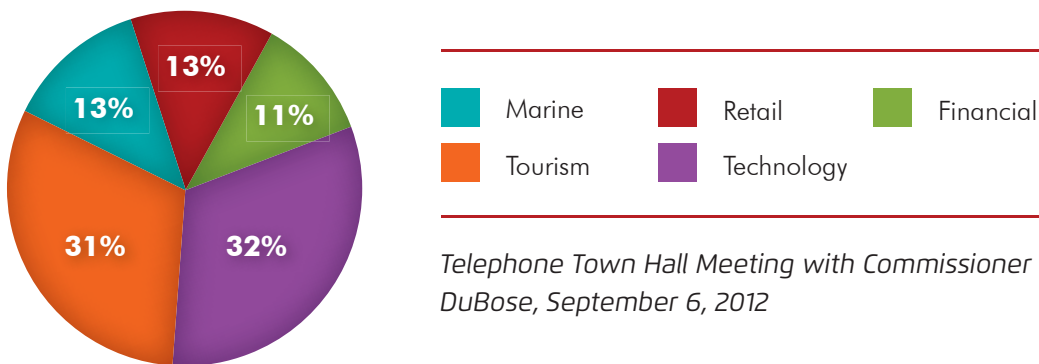 13%
13%
11%
31%
32%
Marine
Retail
Financial
Tourism
Technology
Telephone Town Hall Meeting with Commissioner
DuBose, September 6, 2012